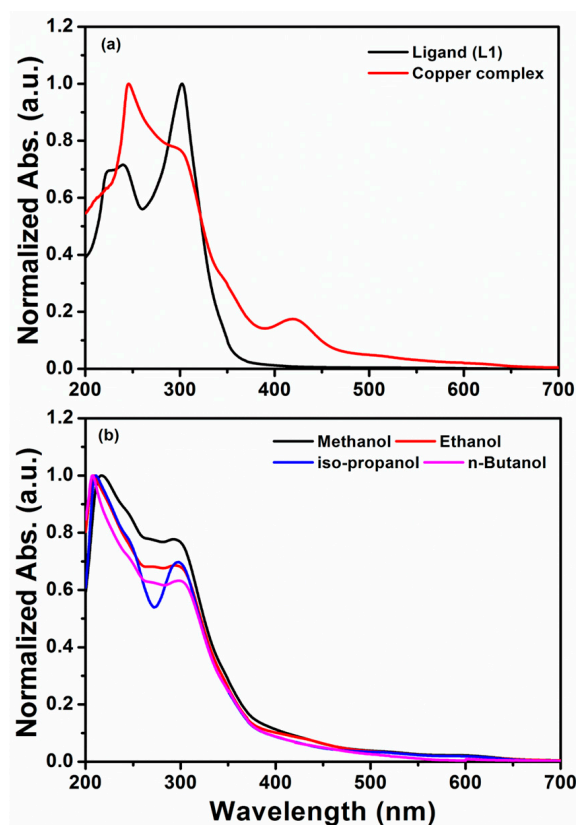 (a)
Ligand (L1)
Copper complex
Normalized Abs. (a.u.)
1.2
1.0
0.8
0.6
0.4
0.2
0.0
200 300 400 500 600 700
(b)
Methanol Ethanol
iso-propanol n-Butanol
Normalized Abs. (a.u.)
1.2
1.0
0.8
0.6
0.4
0.2
0.0
200 300 400 500 600 700
Wavelength (nm)